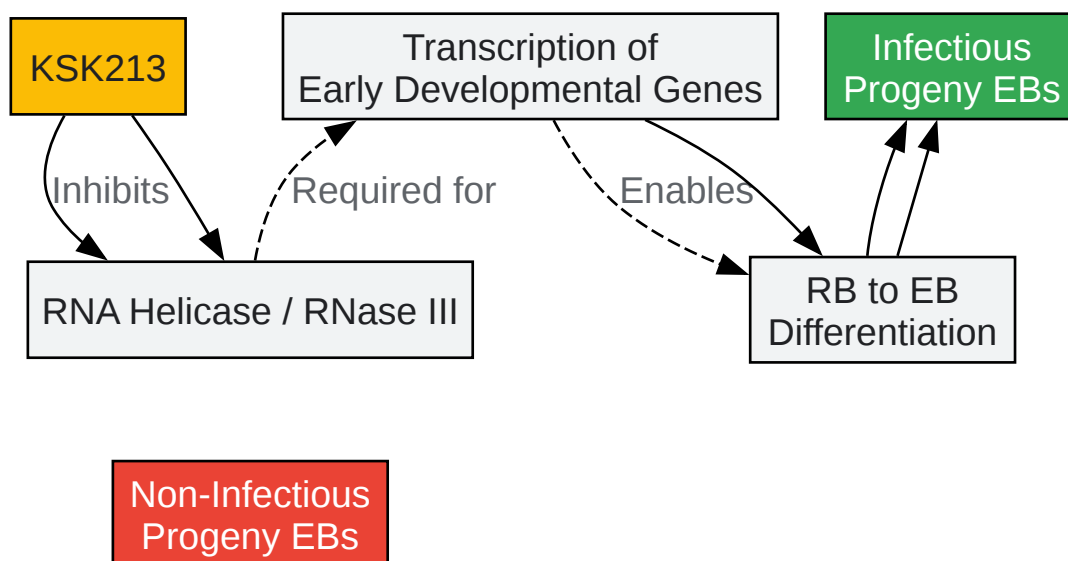 KSK213
Transcription of
Early Developmental Genes
Infectious
Progeny EBs
Inhibits
Required for
Enables
RNA Helicase / RNase III
RB to EB
Differentiation
Non-Infectious
Progeny EBs